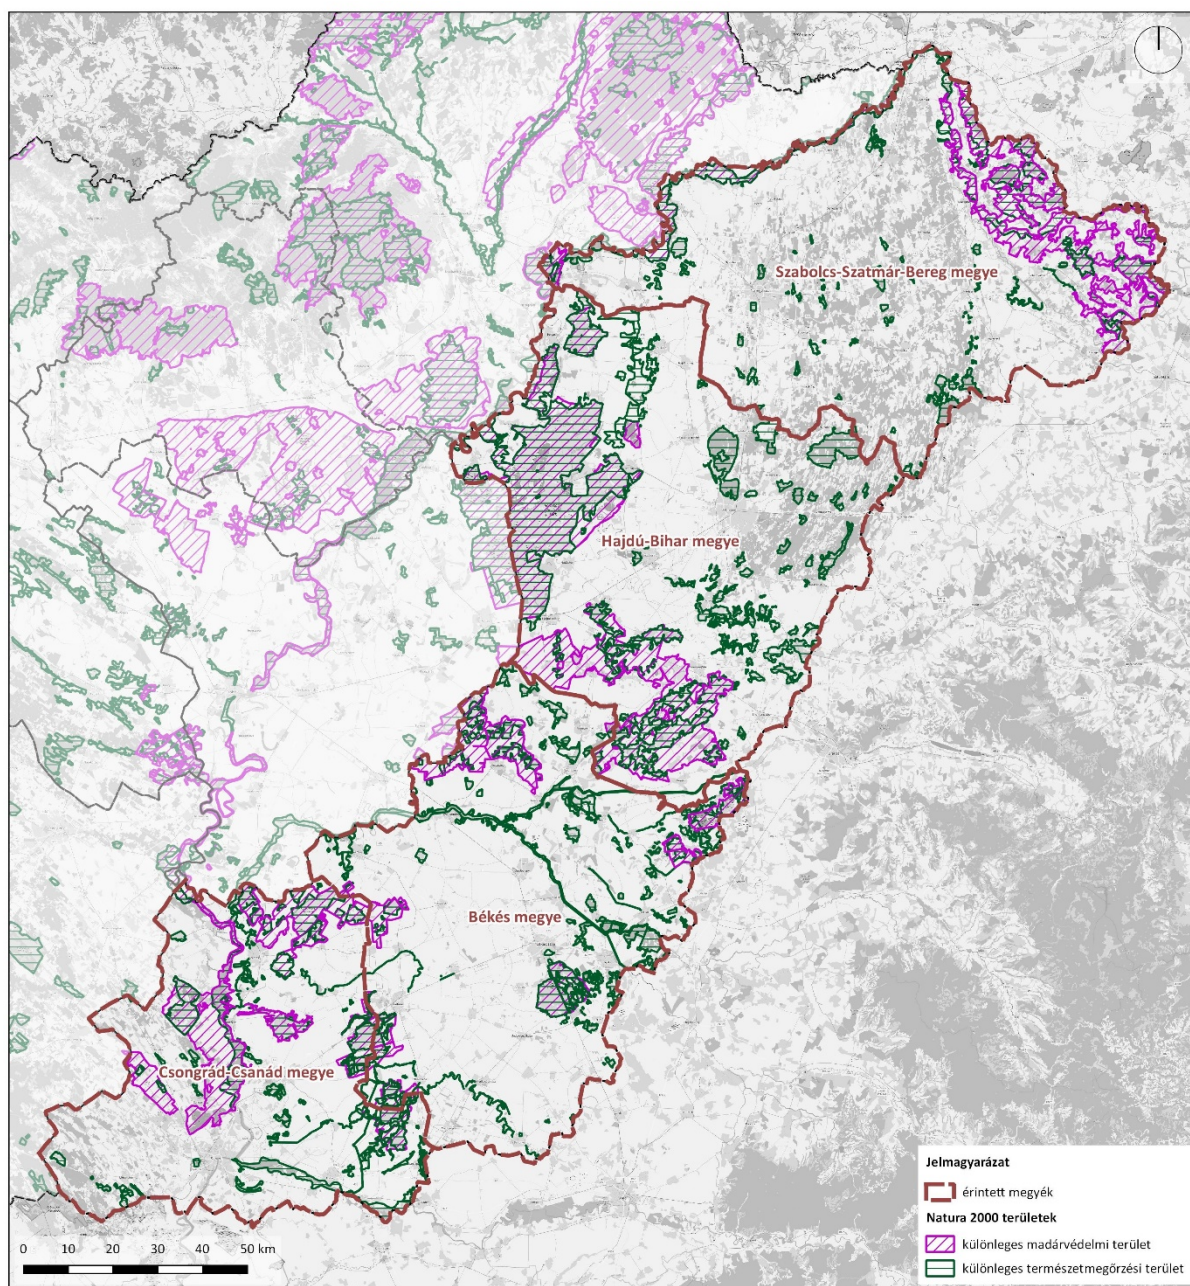 Szabolcs-Szatmár-Bereg megye
Hajdú-Bihar megye
Békés megye
Csongrád-Csanád megye
Jelmagyarázat
érintett megyék
Natura 2000 területek
különleges madárvédelmi terület
különleges természetmegőrzési terület
0 10 20 30 40 50 km